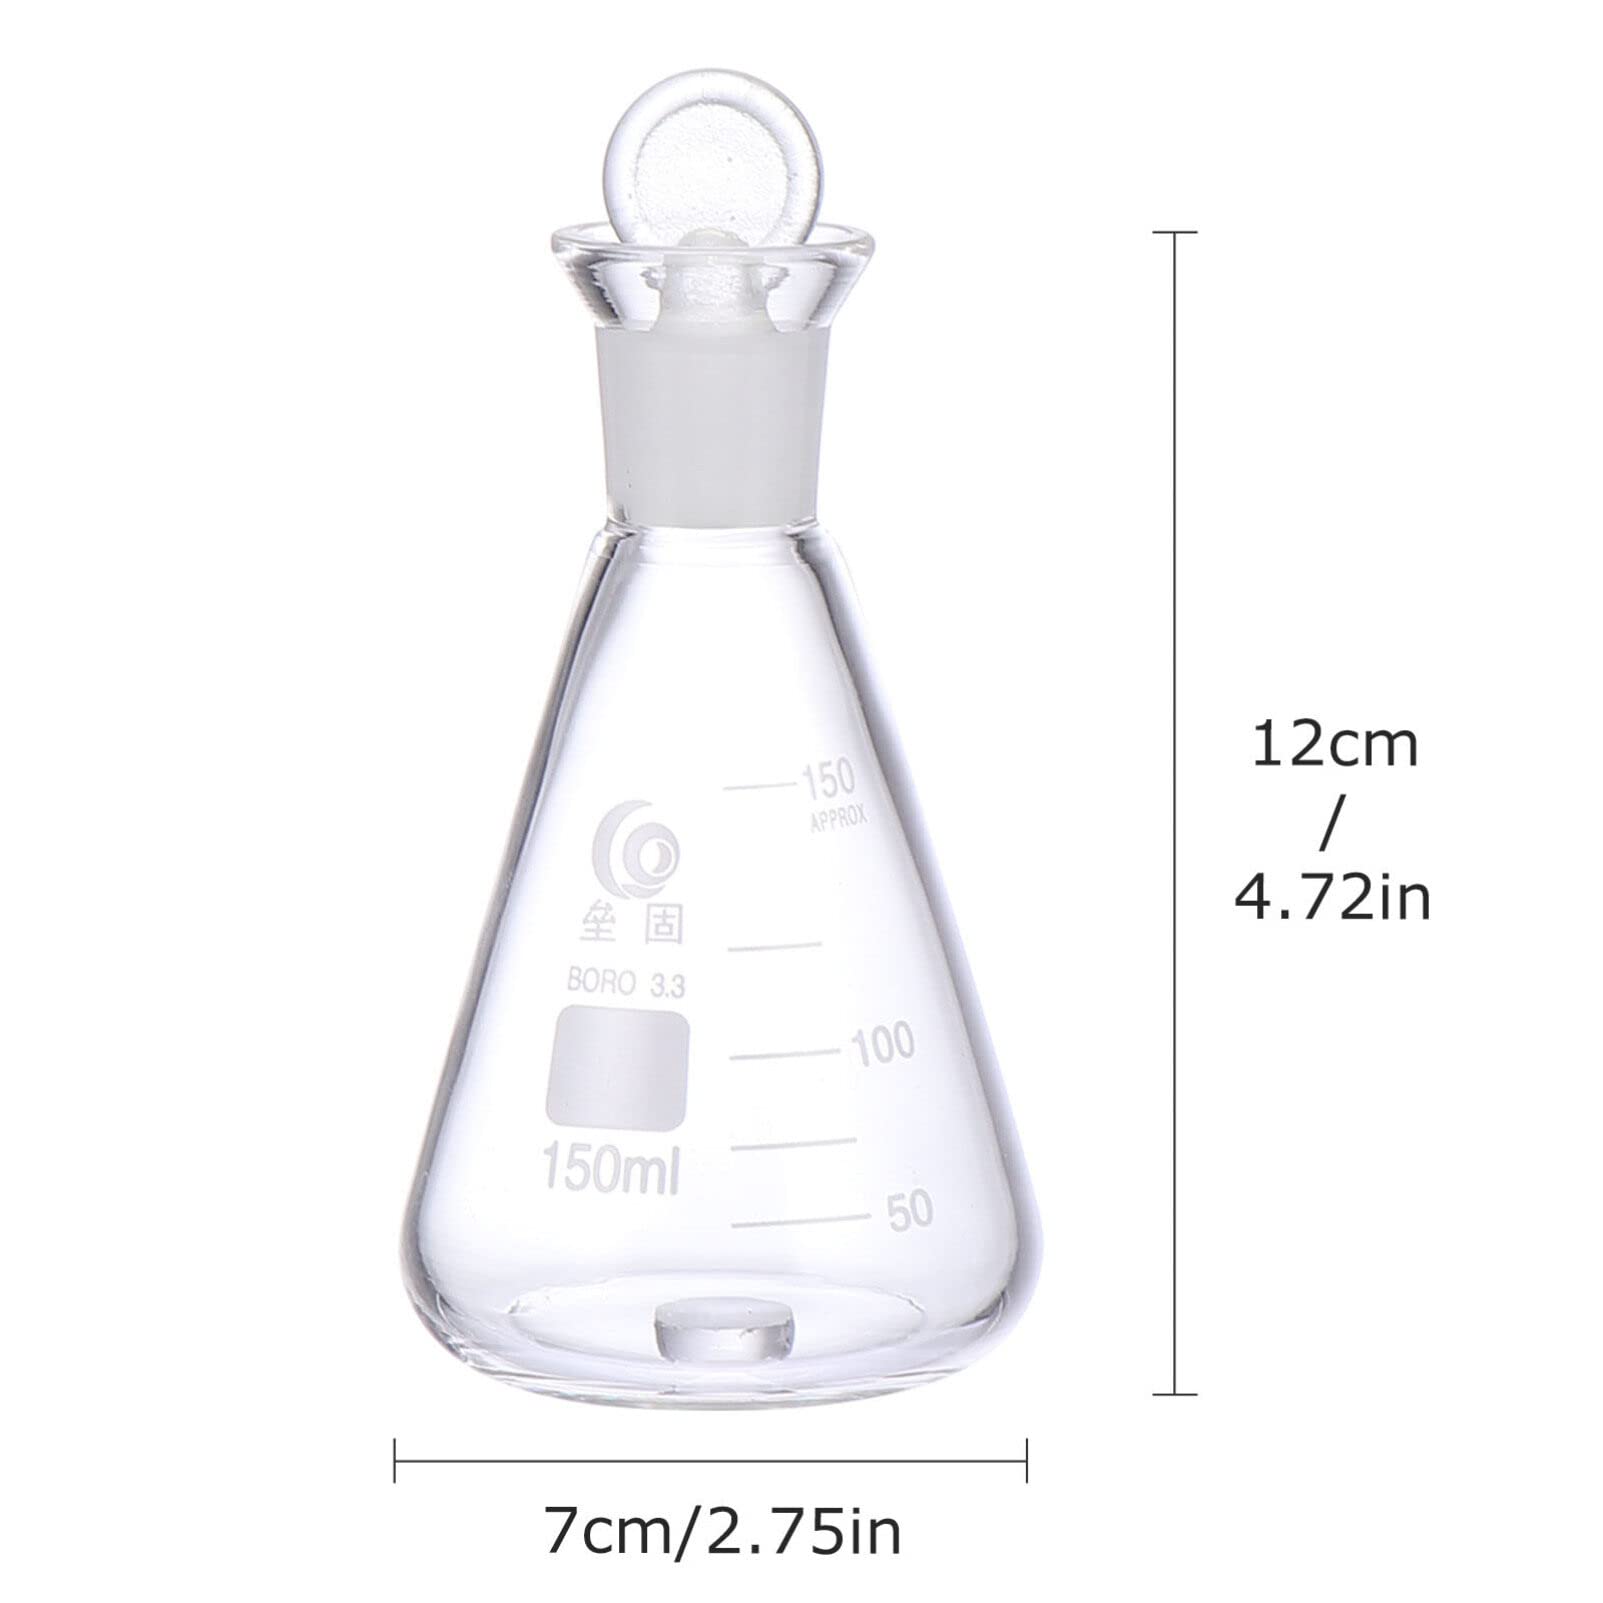 150
APPROX
垒固
BORO 3.3
100
150ml
50
12cm
/
4.72in
7cm/2.75in